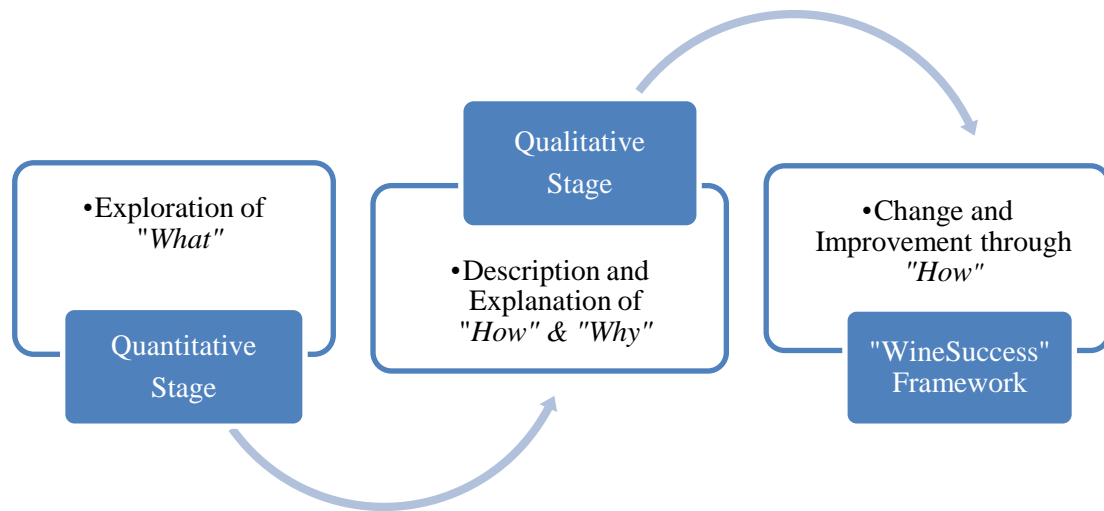 •Exploration of
"What"
Quantitative
Stage
Qualitative
Stage
•Description and
Explanation of
"How" & "Why"
•Change and
Improvement through
"How"
"WineSuccess"
Framework